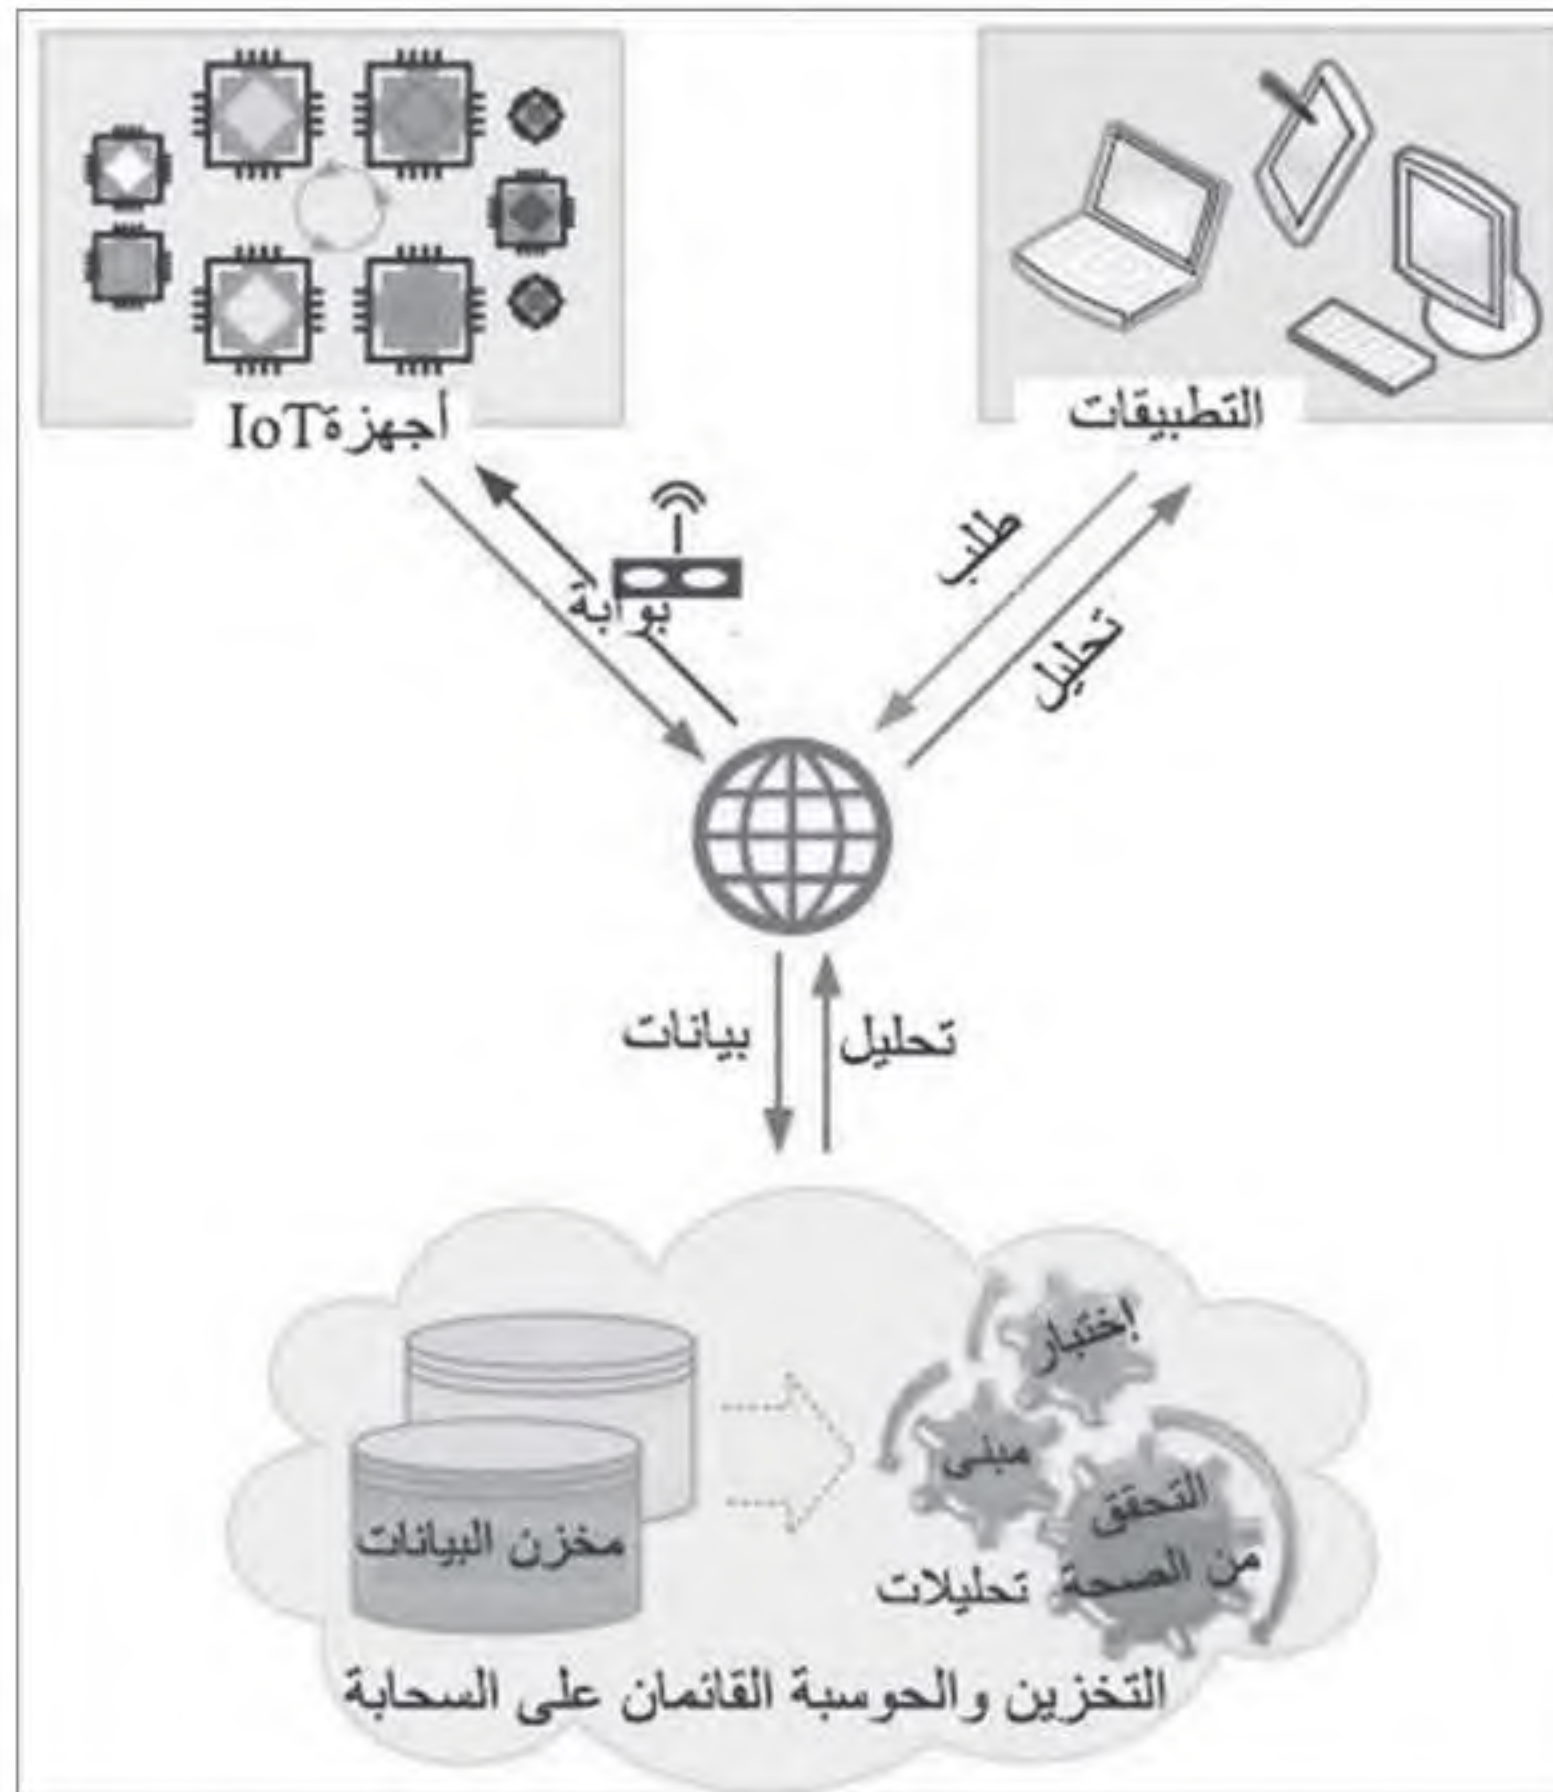 أجهزة IoT
التطبيقات
بوابة
طلب
تحليل
بيانات
تحليل
إختبار
مبنى
التحقق
من الصحة
مخزن البيانات
تحليلات
التخزين والحوسبة القائمان على السحابة